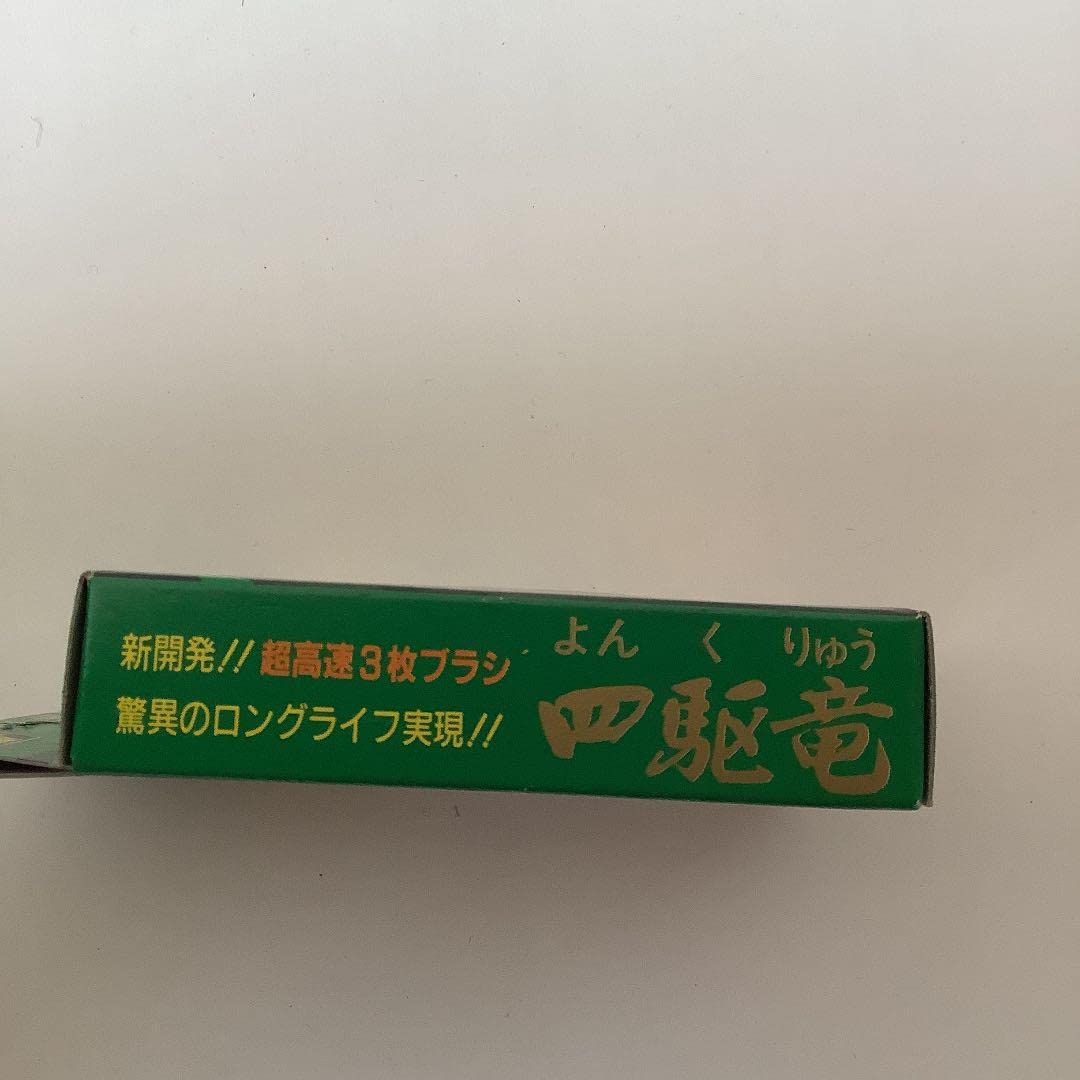 新開発!!超高速3枚ブラシ
驚異のロングライフ実現!!
よんくりゅう
四駆竜